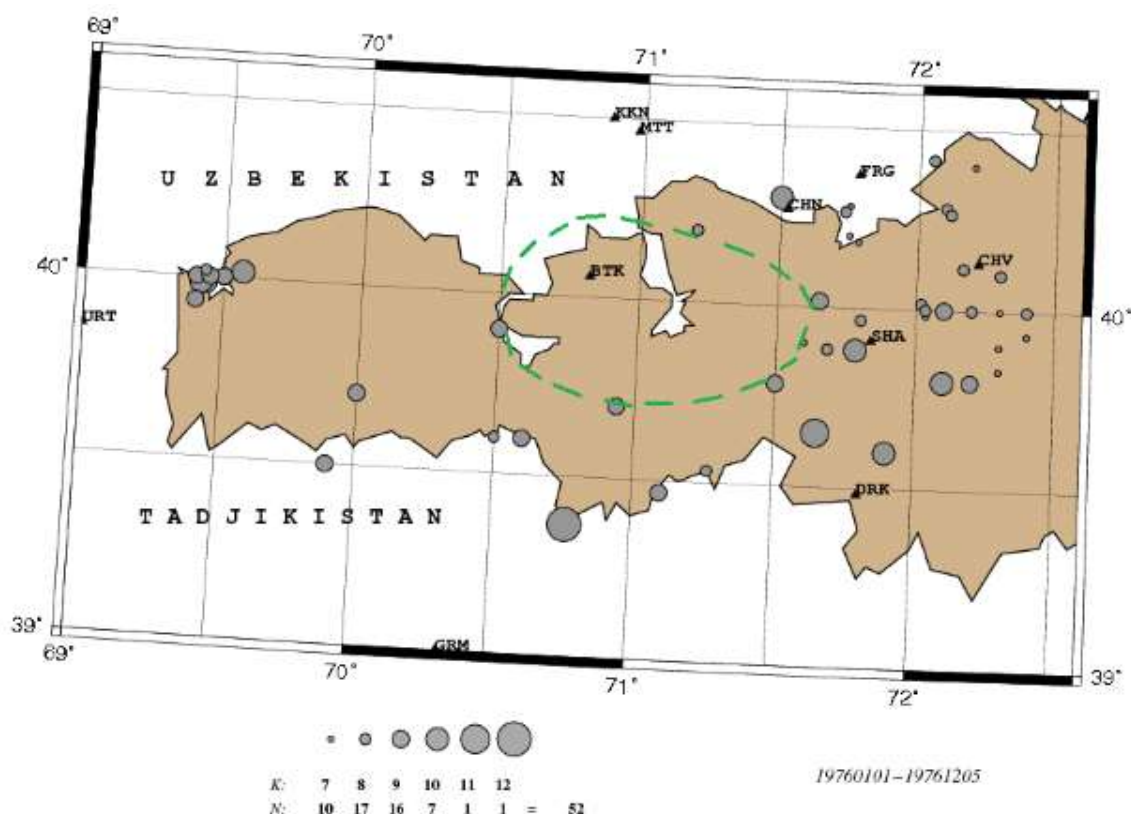 69°
70°
71°
72°
KKN
MTT
FRG
U Z B E K I S T A N
CHN
40°
BTK
CHV
URT
SHA
40°
DRK
T A D J I K I S T A N
39°
GRM
69°
70°
71°
72°
39°
19760101-19761205
K: 7 8 9 10 11 12
N: 10 17 16 7 1 1 = 52